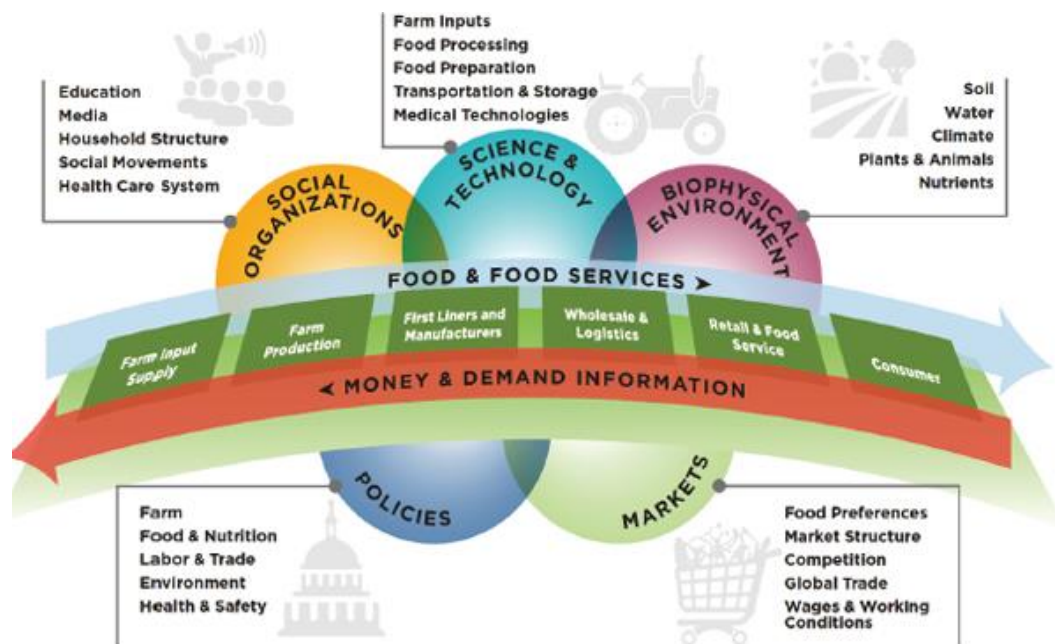 Farm Inputs
Food Processing
Food Preparation
Transportation & Storage
Medical Technologies
Education
Media
Household Structure
Social Movements
Health Care System
Soil
Water
Climate
Plants & Animals
Nutrients
SOCIAL
ORGANIZATIONS
SCIENCE &
TECHNOLOGY
BIOPHYSICAL
ENVIRONMENT
FOOD & FOOD SERVICES ➤
Farm Input
Supply
Farm
Production
First Liners and
Manufacturers
Wholesale &
Logistics
Retail & Food
Service
Consumer
⮜ MONEY & DEMAND INFORMATION
POLICIES
MARKETS
Farm
Food & Nutrition
Labor & Trade
Environment
Health & Safety
Food Preferences
Market Structure
Competition
Global Trade
Wages & Working
Conditions